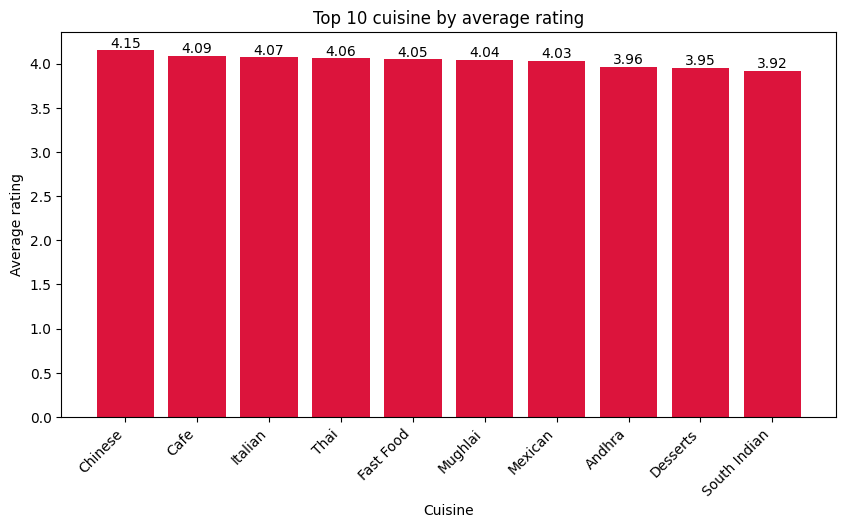 Top 10 cuisine by average rating
4.15 4.09 4.07 4.06 4.05 4.04 4.03 3.96 3.95 3.92
4.0
3.5
3.0
2.5
2.0
1.5
1.0
0.5
0.0
Average rating
Chinese Cafe Italian Thai Fast Food Mughlai Mexican Andhra Desserts South Indian
Cuisine